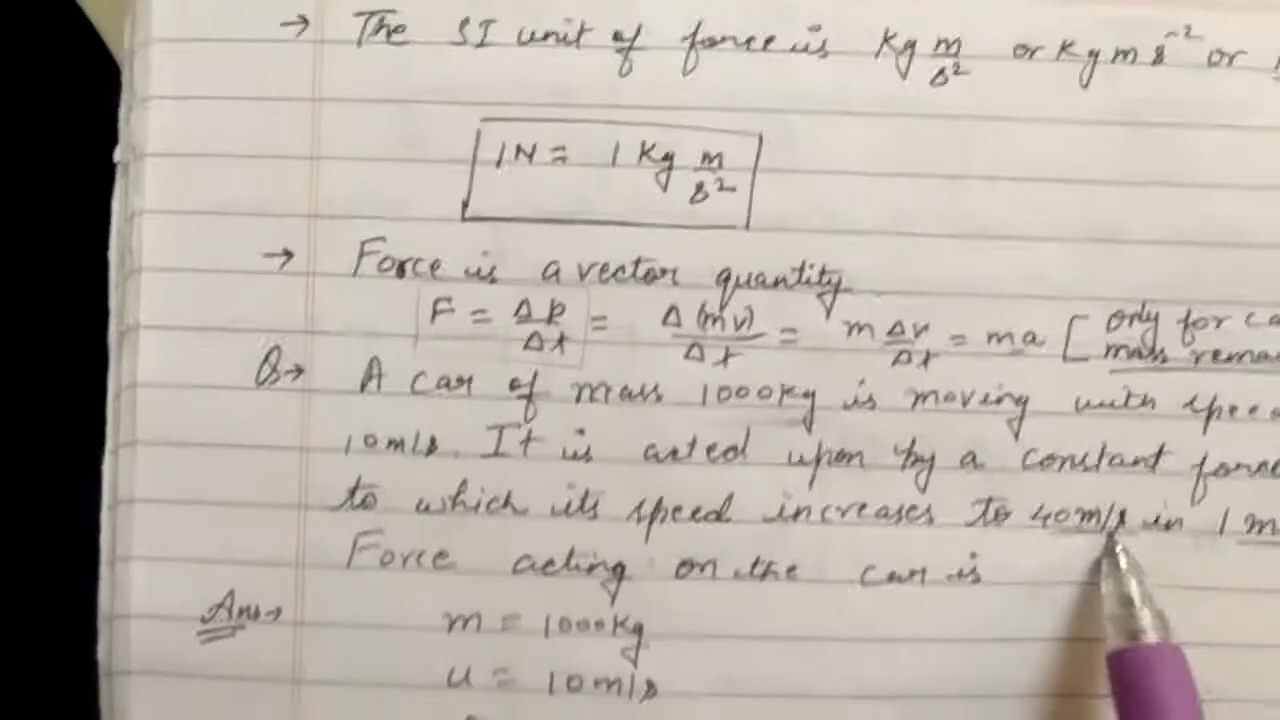 → The SI unit of force is Kg m/s² or Kg m s⁻² or
1N = 1 Kg m/s²
→ Force is a vector quantity
F = Δp/Δt = Δ(mv)/Δt = m Δv/Δt = ma [only for
mass
Q→ A car of mass 1000Kg is moving with
10m/s. It is acted upon by a constant
to which its speed increases to 40m/s in 1
Force acting on the car is
Ans→ m = 1000Kg
u = 10m/s